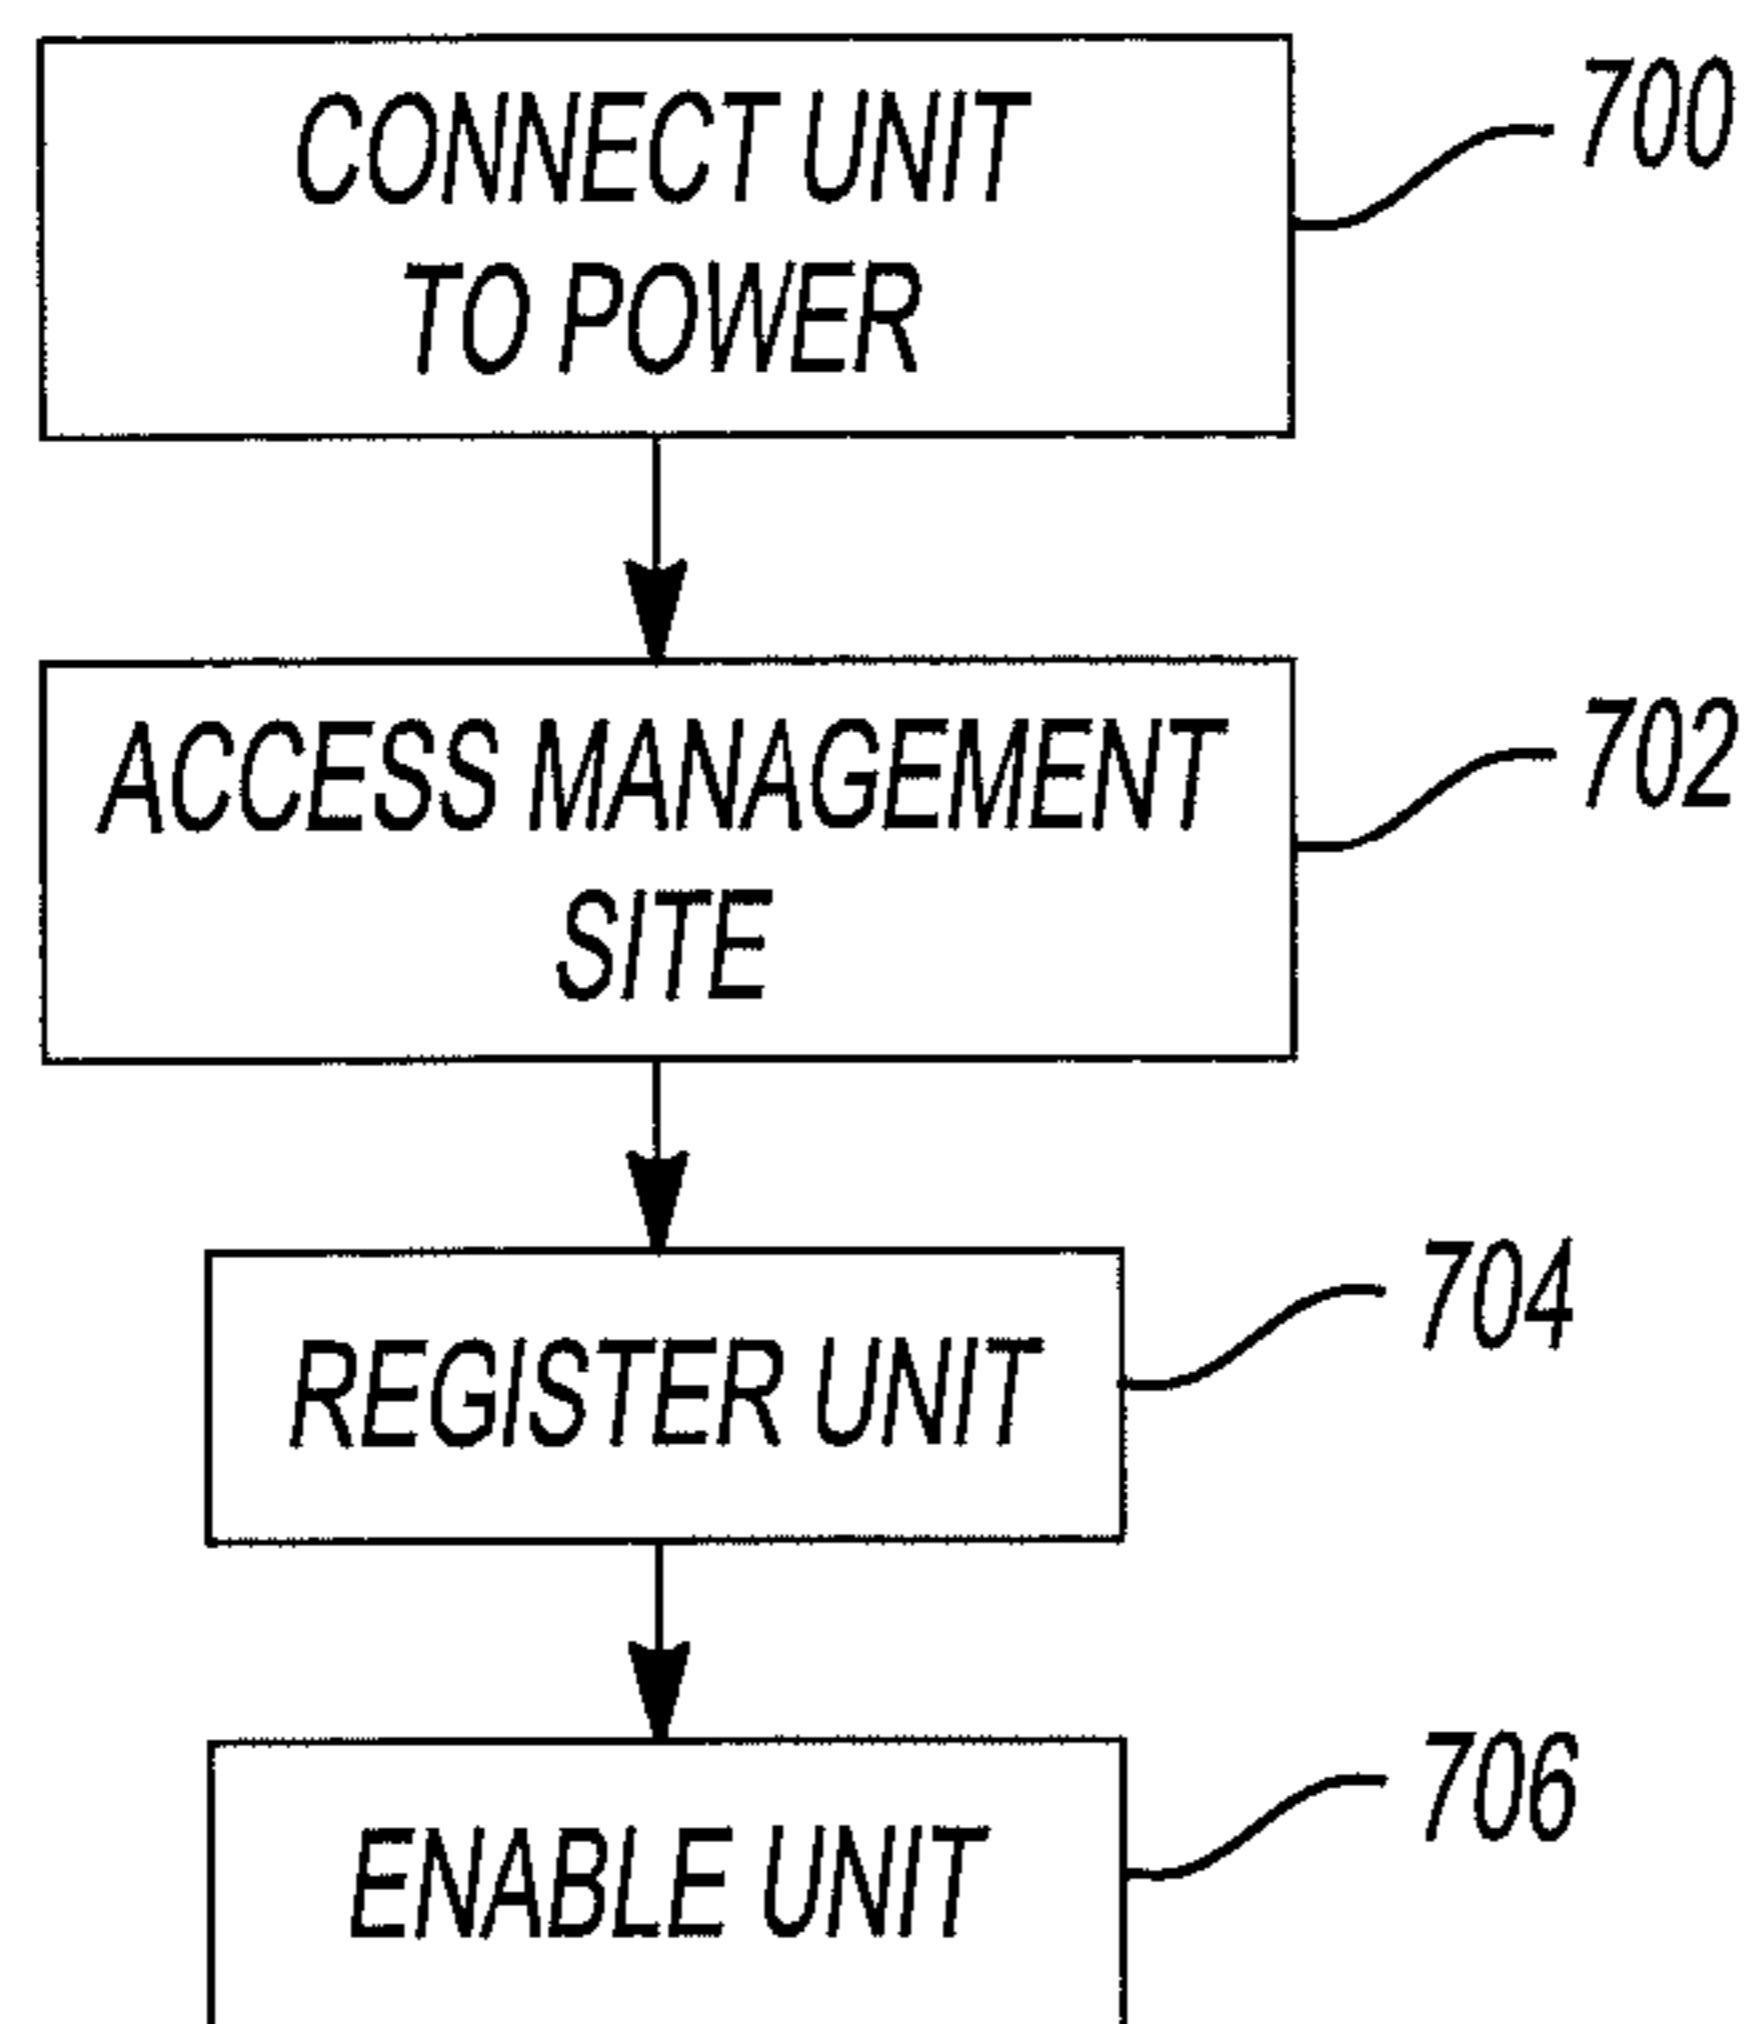 CONNECT UNIT
TO POWER
700
ACCESS MANAGEMENT
SITE
702
REGISTER UNIT
704
ENABLE UNIT
706